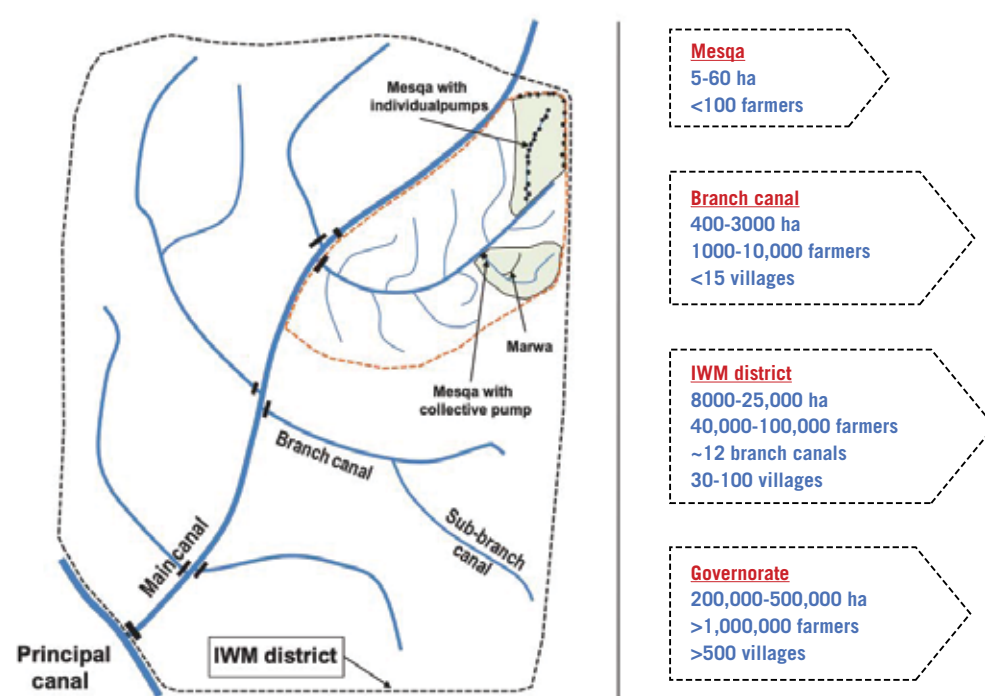 Mesqa with
individualpumps
Marwa
Mesqa with
collective pump
Branch canal
Sub-branch
canal
Main canal
Principal
canal
IWM district
Mesqa
5-60 ha
<100 farmers
Branch canal
400-3000 ha
1000-10,000 farmers
<15 villages
IWM district
8000-25,000 ha
40,000-100,000 farmers
~12 branch canals
30-100 villages
Governorate
200,000-500,000 ha
>1,000,000 farmers
>500 villages